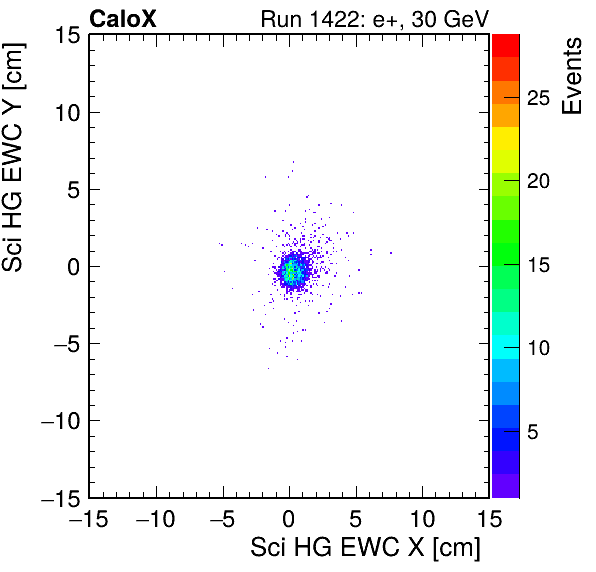 CaloX Run 1422: e+, 30 GeV
Sci HG EWC Y [cm]
15
10
5
0
−5
−10
−15
−15 −10 −5 0 5 10 15
Sci HG EWC X [cm]
Events
25
20
15
10
5